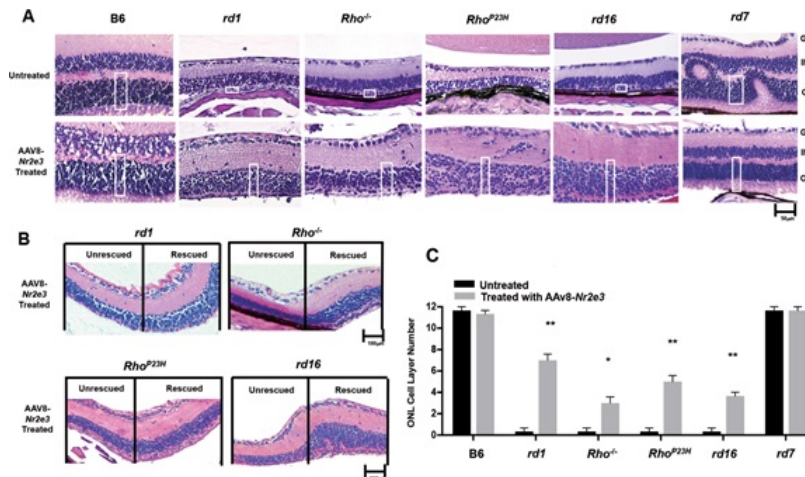 A
B6
rd1
Rho-/-
RhoP23H
rd16
rd7
Untreated
AAV8-
Nr2e3
Treated
50µm
B
rd1
Rho-/-
Unrescued
Rescued
Unrescued
Rescued
AAV8-
Nr2e3
Treated
100µm
RhoP23H
rd16
Unrescued
Rescued
Unrescued
Rescued
AAV8-
Nr2e3
Treated
C
Untreated
Treated with AAv8-Nr2e3
ONL Cell Layer Number
12
10
8
6
4
2
0
**
*
**
**
B6
rd1
Rho-/-
RhoP23H
rd16
rd7